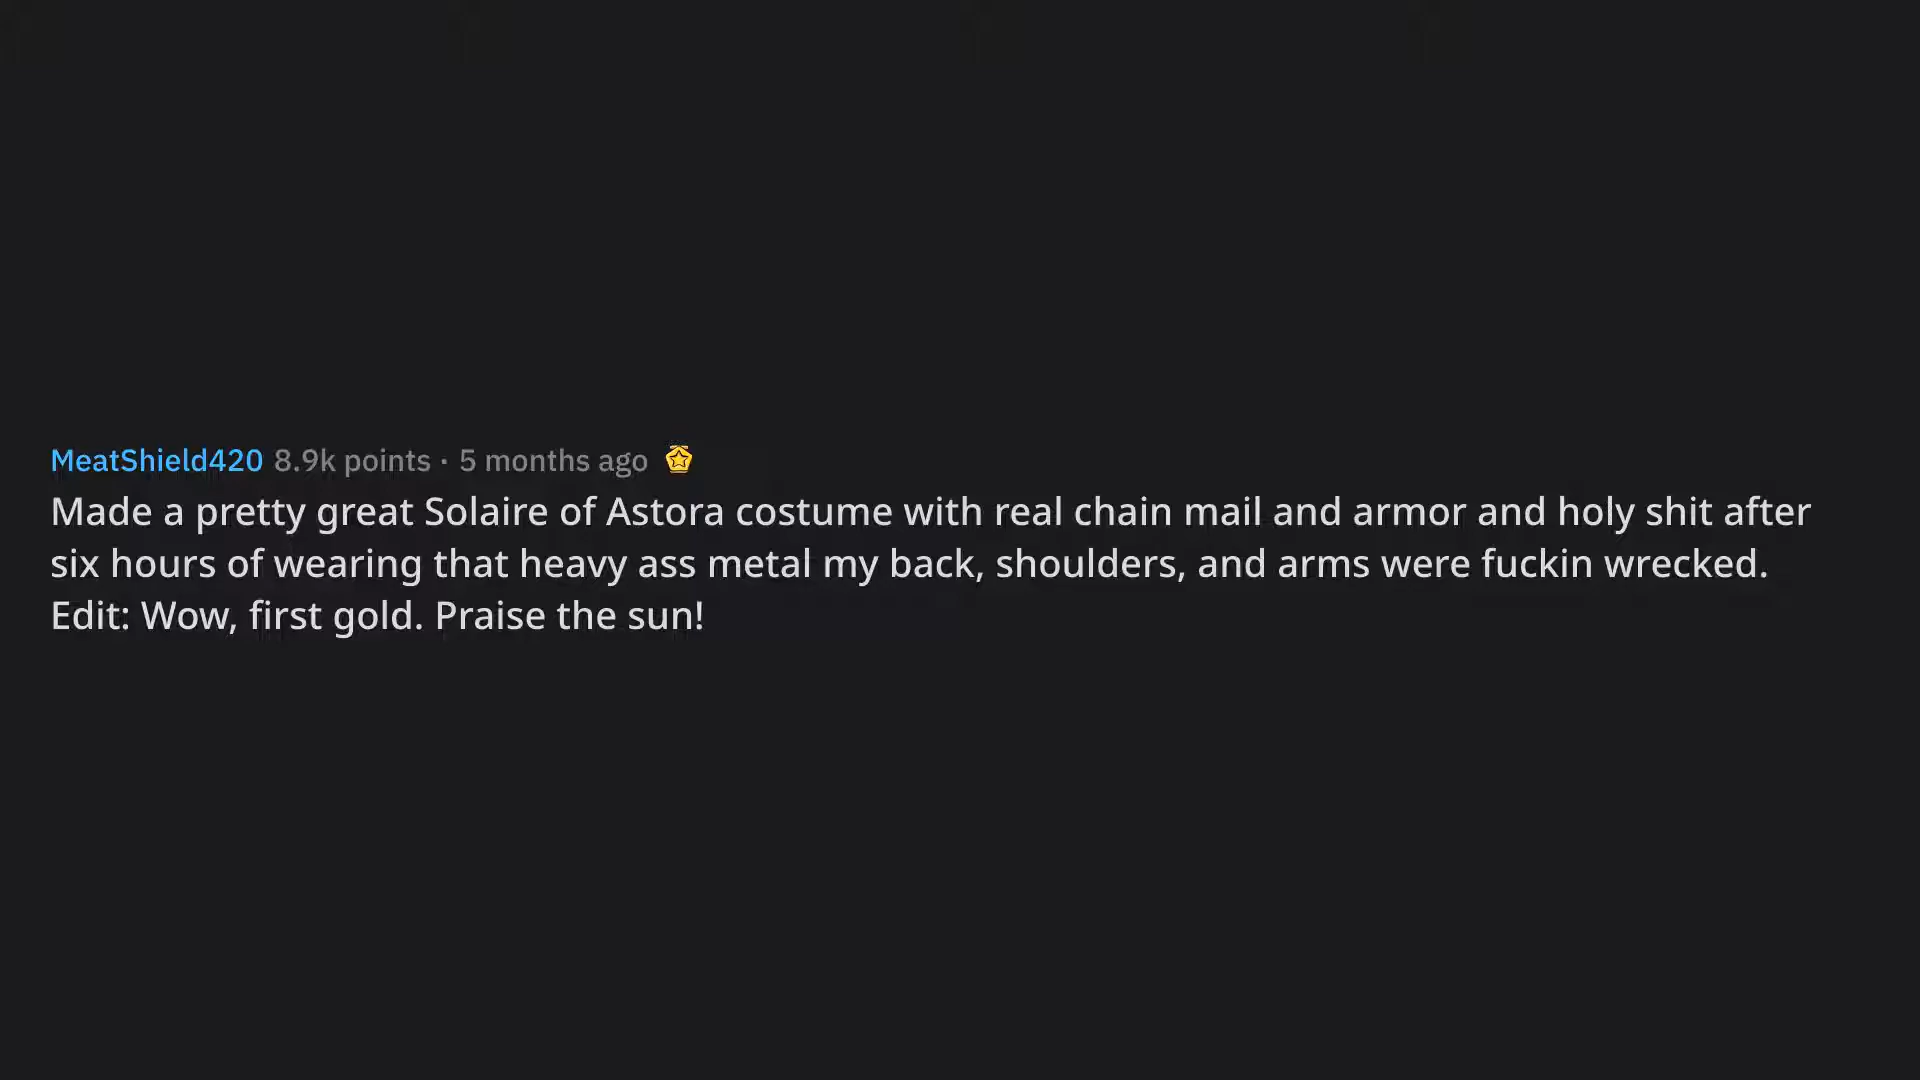 MeatShield420 8.9k points · 5 months ago
Made a pretty great Solaire of Astora costume with real chain mail and armor and holy shit after
six hours of wearing that heavy ass metal my back, shoulders, and arms were fuckin wrecked.
Edit: Wow, first gold. Praise the sun!